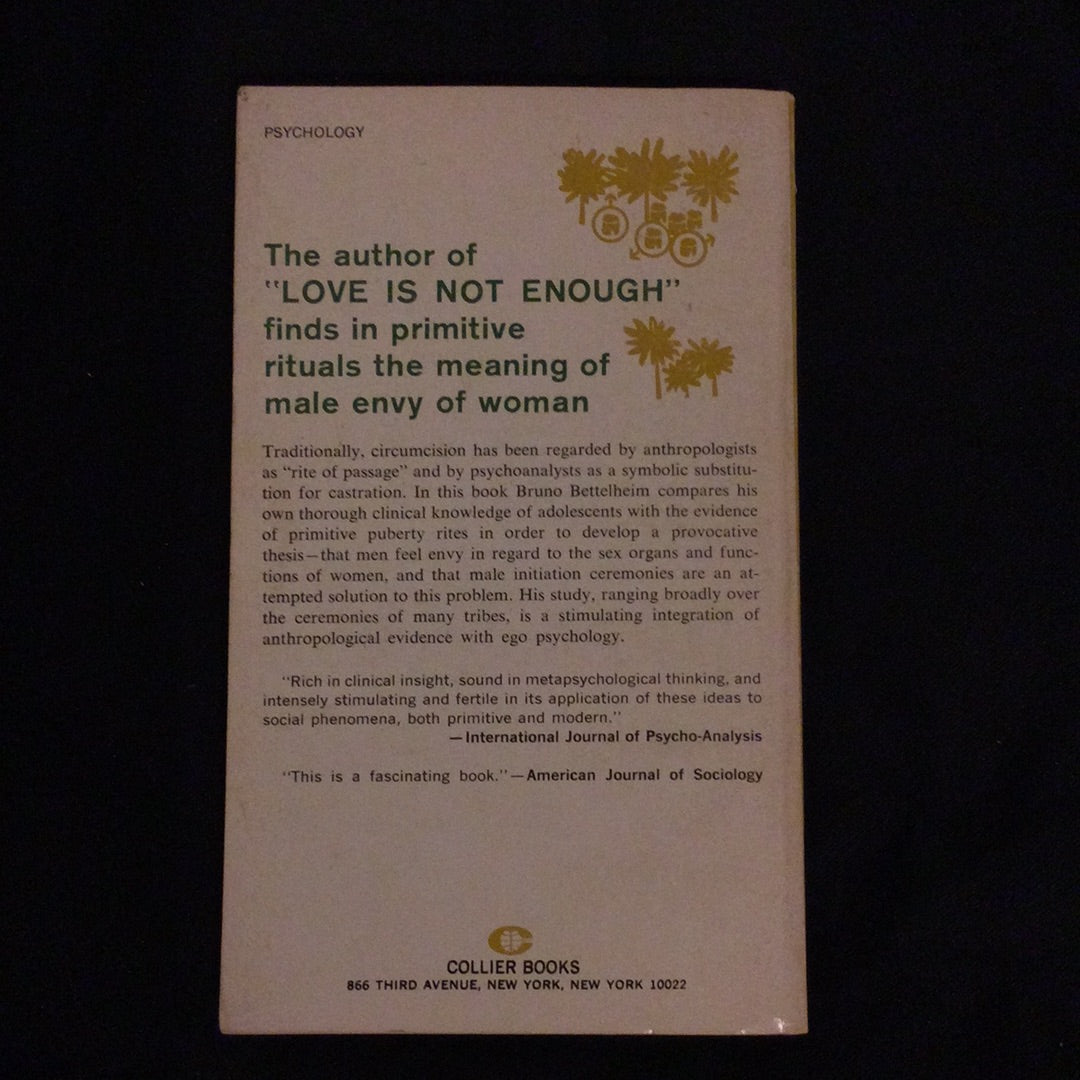 PSYCHOLOGY
The author of
"LOVE IS NOT ENOUGH"
finds in primitive
rituals the meaning of
male envy of woman
Traditionally, circumcision has been regarded by anthropologists
as “rite of passage” and by psychoanalysts as a symbolic substitu-
tion for castration. In this book Bruno Bettelheim compares his
own thorough clinical knowledge of adolescents with the evidence
of primitive puberty rites in order to develop a provocative
thesis—that men feel envy in regard to the sex organs and func-
tions of women, and that male initiation ceremonies are an at-
tempted solution to this problem. His study, ranging broadly over
the ceremonies of many tribes, is a stimulating integration of
anthropological evidence with ego psychology.
"Rich in clinical insight, sound in metapsychological thinking, and
intensely stimulating and fertile in its application of these ideas to
social phenomena, both primitive and modern."
—International Journal of Psycho-Analysis
"This is a fascinating book."—American Journal of Sociology
COLLIER BOOKS
866 THIRD AVENUE, NEW YORK, NEW YORK 10022